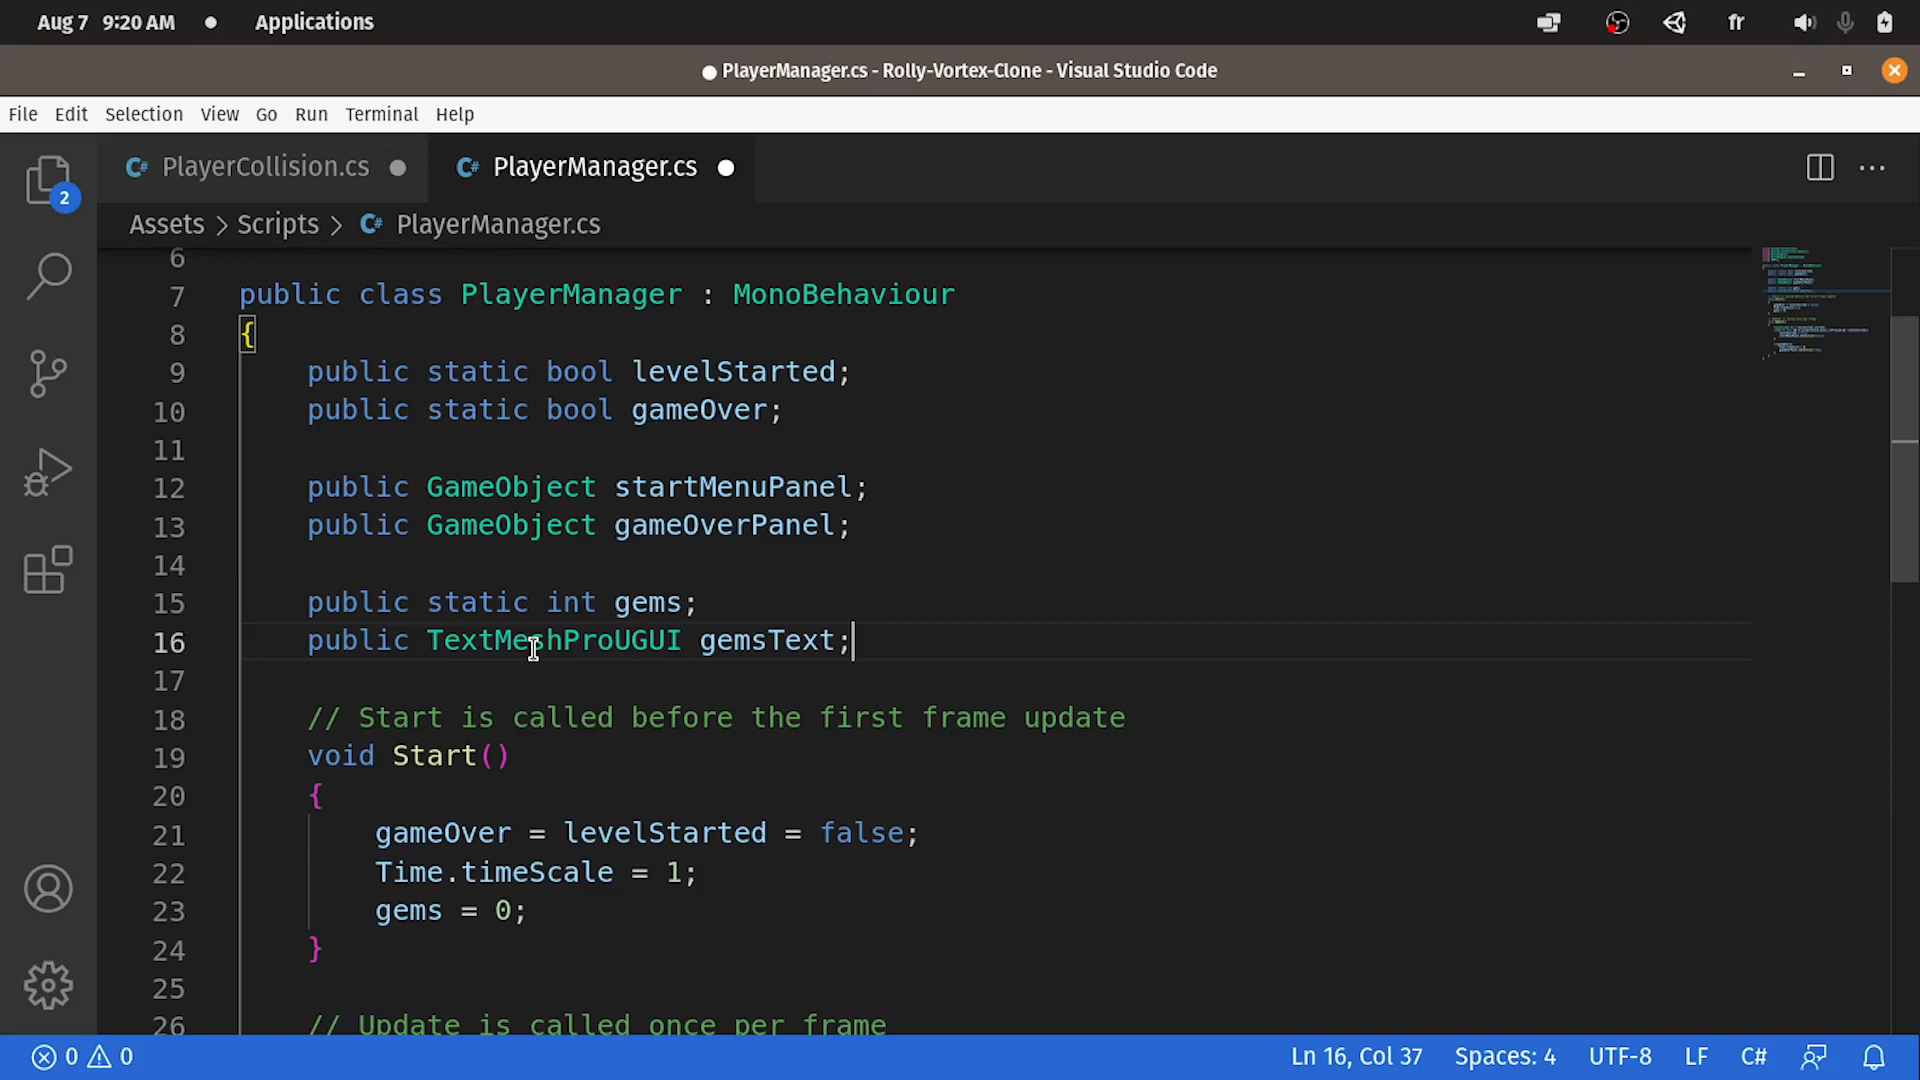 Aug 7 9:20 AM Applications fr
PlayerManager.cs - Rolly-Vortex-Clone - Visual Studio Code
File Edit Selection View Go Run Terminal Help
2
C# PlayerCollision.cs C# PlayerManager.cs
Assets > Scripts > C# PlayerManager.cs
6
7 public class PlayerManager : MonoBehaviour
8 {
9 public static bool levelStarted;
10 public static bool gameOver;
11
12 public GameObject startMenuPanel;
13 public GameObject gameOverPanel;
14
15 public static int gems;
16 public TextMeshProUGUI gemsText;
17
18 // Start is called before the first frame update
19 void Start()
20 {
21 gameOver = levelStarted = false;
22 Time.timeScale = 1;
23 gems = 0;
24 }
25
26 // Update is called once per frame
0 0 Ln 16, Col 37 Spaces: 4 UTF-8 LF C#